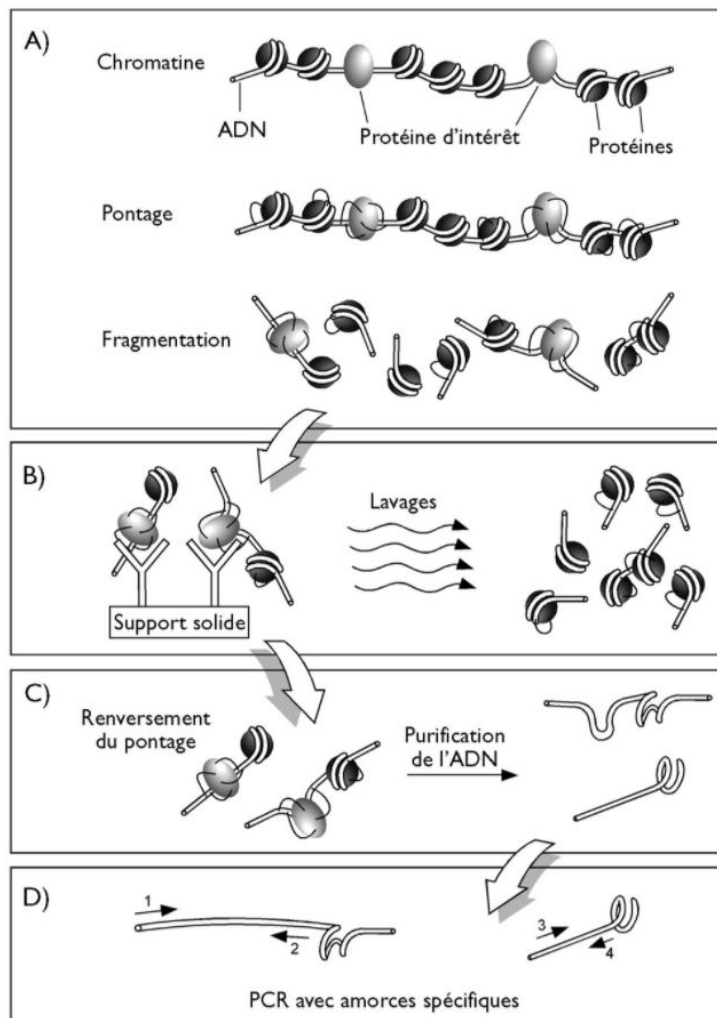 A)
Chromatine
ADN
Protéine d'intérêt
Protéines
Pontage
Fragmentation
B)
Lavages
Support solide
C)
Renversement
du pontage
Purification
de l'ADN
D)
1
2
3
4
PCR avec amorces spécifiques